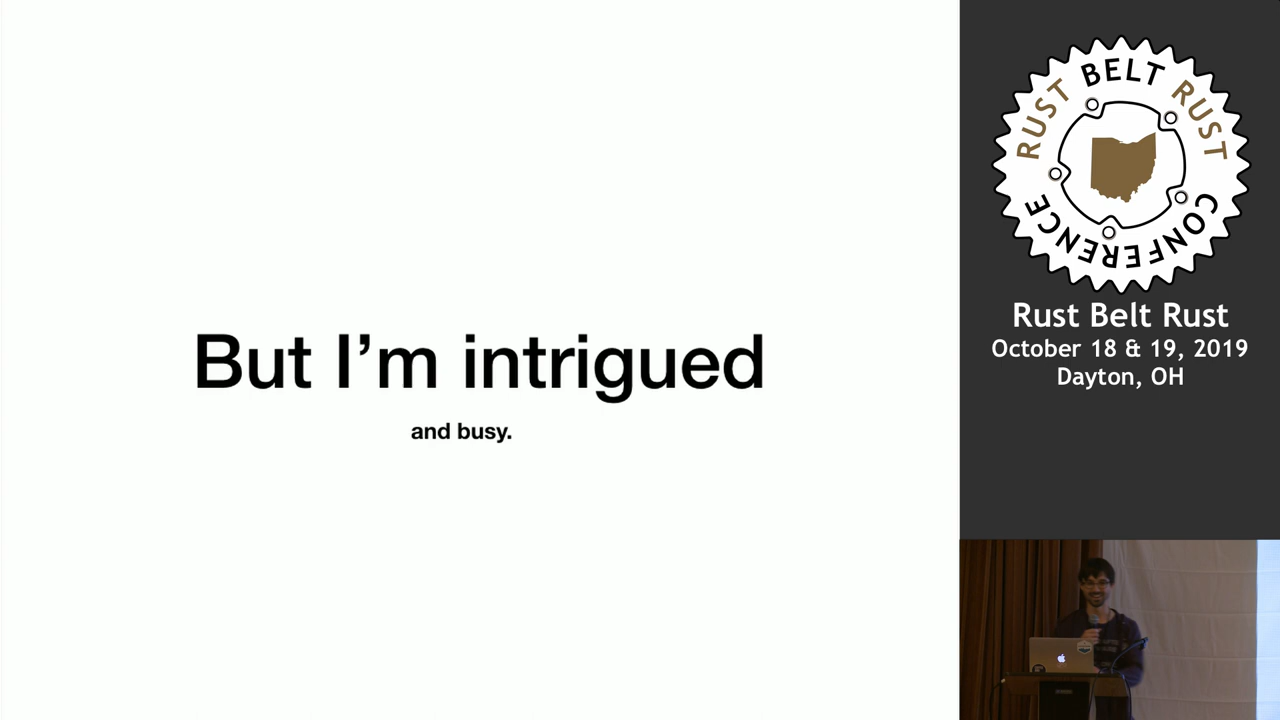 But I’m intrigued
and busy.
RUST BELT RUST
CONFERENCE
Rust Belt Rust
October 18 & 19, 2019
Dayton, OH